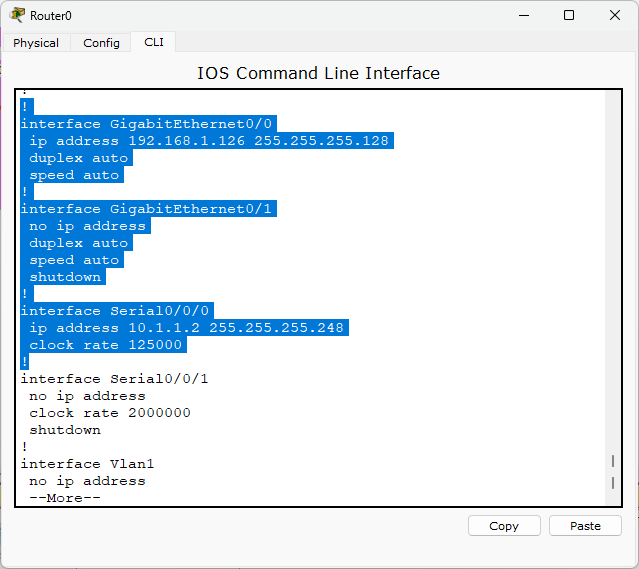 Router0
Physical Config CLI
IOS Command Line Interface
!
!
interface GigabitEthernet0/0
 ip address 192.168.1.126 255.255.255.128
 duplex auto
 speed auto
!
interface GigabitEthernet0/1
 no ip address
 duplex auto
 speed auto
 shutdown
!
interface Serial0/0/0
 ip address 10.1.1.2 255.255.255.248
 clock rate 125000
!
interface Serial0/0/1
 no ip address
 clock rate 2000000
 shutdown
!
interface Vlan1
 no ip address
 --More--
Copy Paste